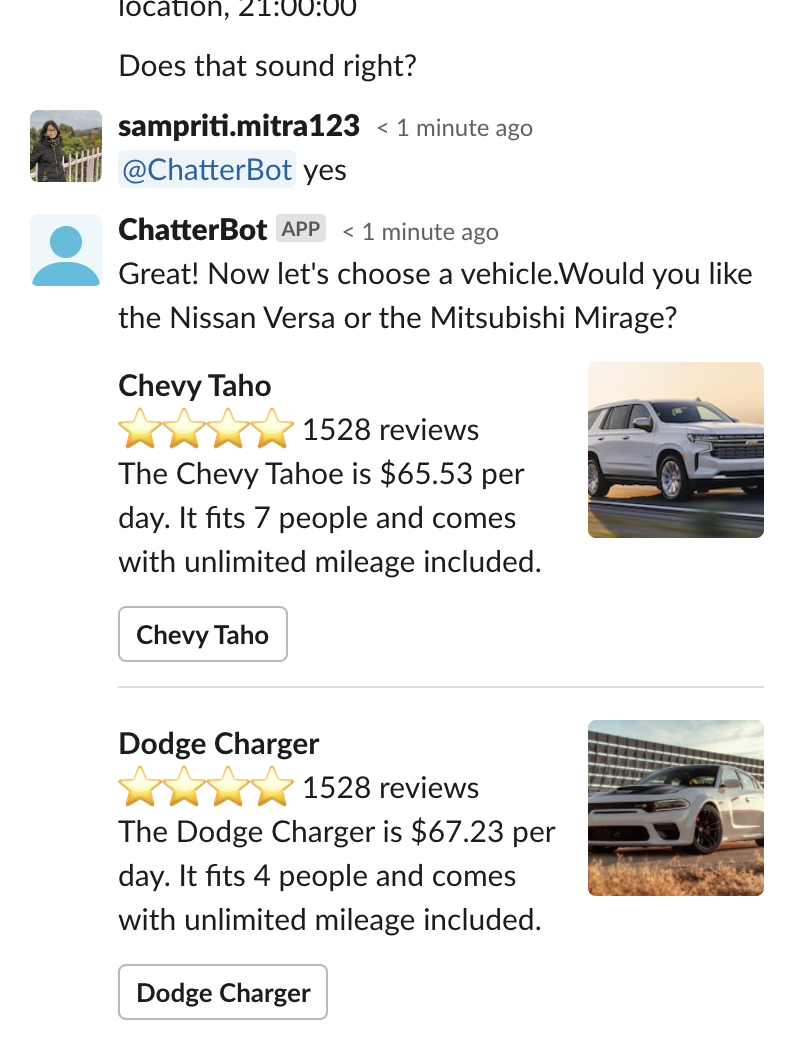 location, 21:00:00
Does that sound right?
sampriti.mitra123 < 1 minute ago
@ChatterBot yes
ChatterBot APP < 1 minute ago
Great! Now let's choose a vehicle.Would you like
the Nissan Versa or the Mitsubishi Mirage?
Chevy Taho
1528 reviews
The Chevy Tahoe is $65.53 per
day. It fits 7 people and comes
with unlimited mileage included.
Chevy Taho
Dodge Charger
1528 reviews
The Dodge Charger is $67.23 per
day. It fits 4 people and comes
with unlimited mileage included.
Dodge Charger